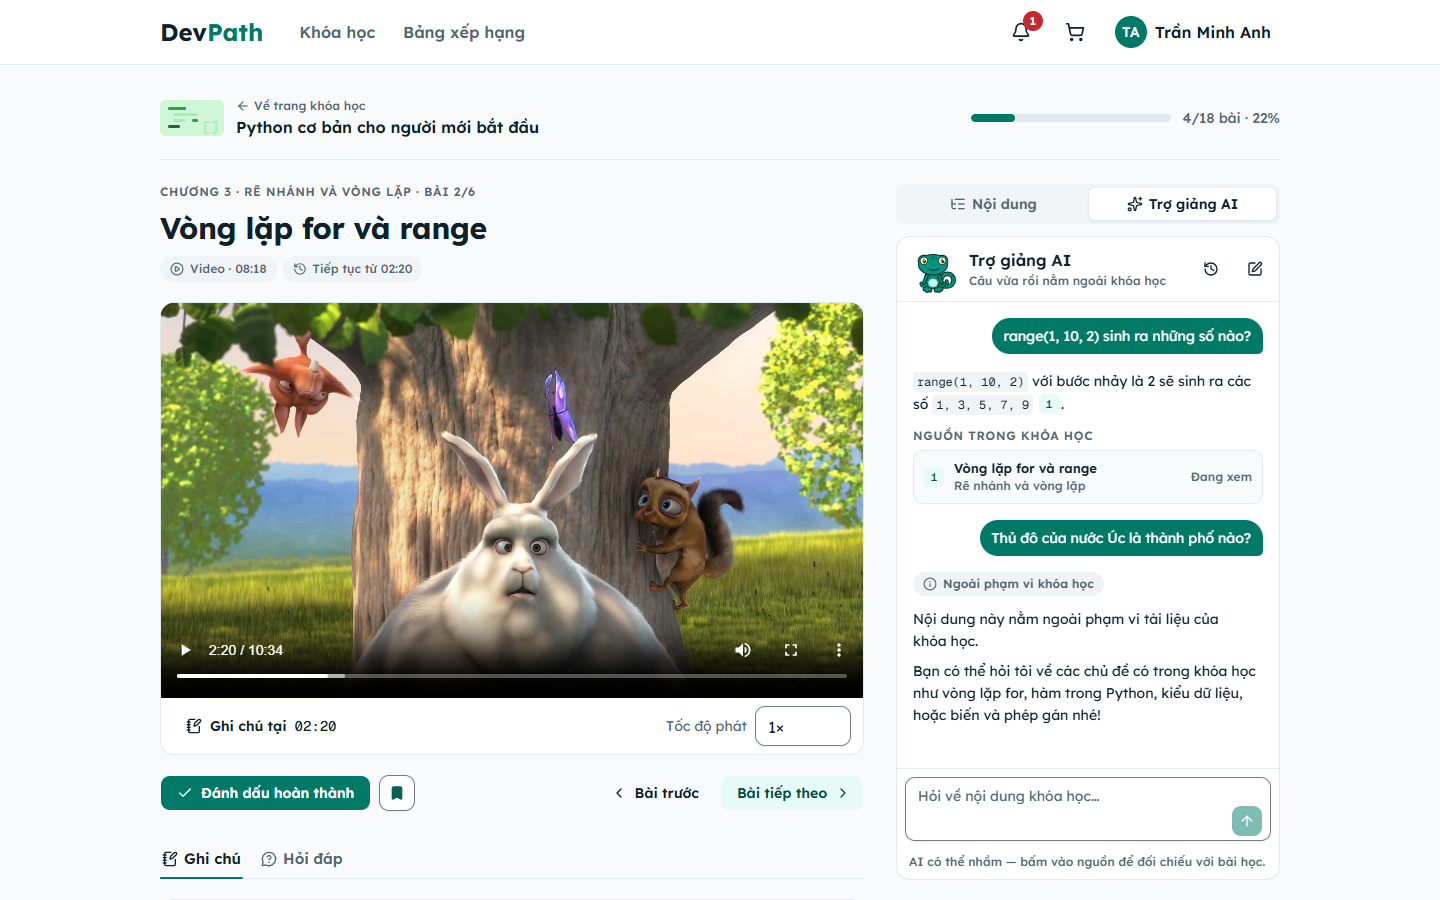 DevPath
Khóa học
Bảng xếp hạng
1
TA
Trần Minh Anh
Về trang khóa học
Python cơ bản cho người mới bắt đầu
4/18 bài · 22%
CHƯƠNG 3 · RẼ NHÁNH VÀ VÒNG LẶP · BÀI 2/6
Vòng lặp for và range
Video · 08:18
Tiếp tục từ 02:20
2:20 / 10:34
Ghi chú tại 02:20
Tốc độ phát
1×
Đánh dấu hoàn thành
Bài trước
Bài tiếp theo
Ghi chú
Hỏi đáp
Nội dung
Trợ giảng AI
Trợ giảng AI
Câu vừa rồi nằm ngoài khóa học
range(1, 10, 2) sinh ra những số nào?
range(1, 10, 2) với bước nhảy là 2 sẽ sinh ra các
số 1, 3, 5, 7, 9 1 .
NGUỒN TRONG KHÓA HỌC
1
Vòng lặp for và range
Rẽ nhánh và vòng lặp
Đang xem
Thủ đô của nước Úc là thành phố nào?
Ngoài phạm vi khóa học
Nội dung này nằm ngoài phạm vi tài liệu của
khóa học.
Bạn có thể hỏi tôi về các chủ đề có trong khóa học
như vòng lặp for, hàm trong Python, kiểu dữ liệu,
hoặc biến và phép gán nhé!
Hỏi về nội dung khóa học…
AI có thể nhầm — bấm vào nguồn để đối chiếu với bài học.